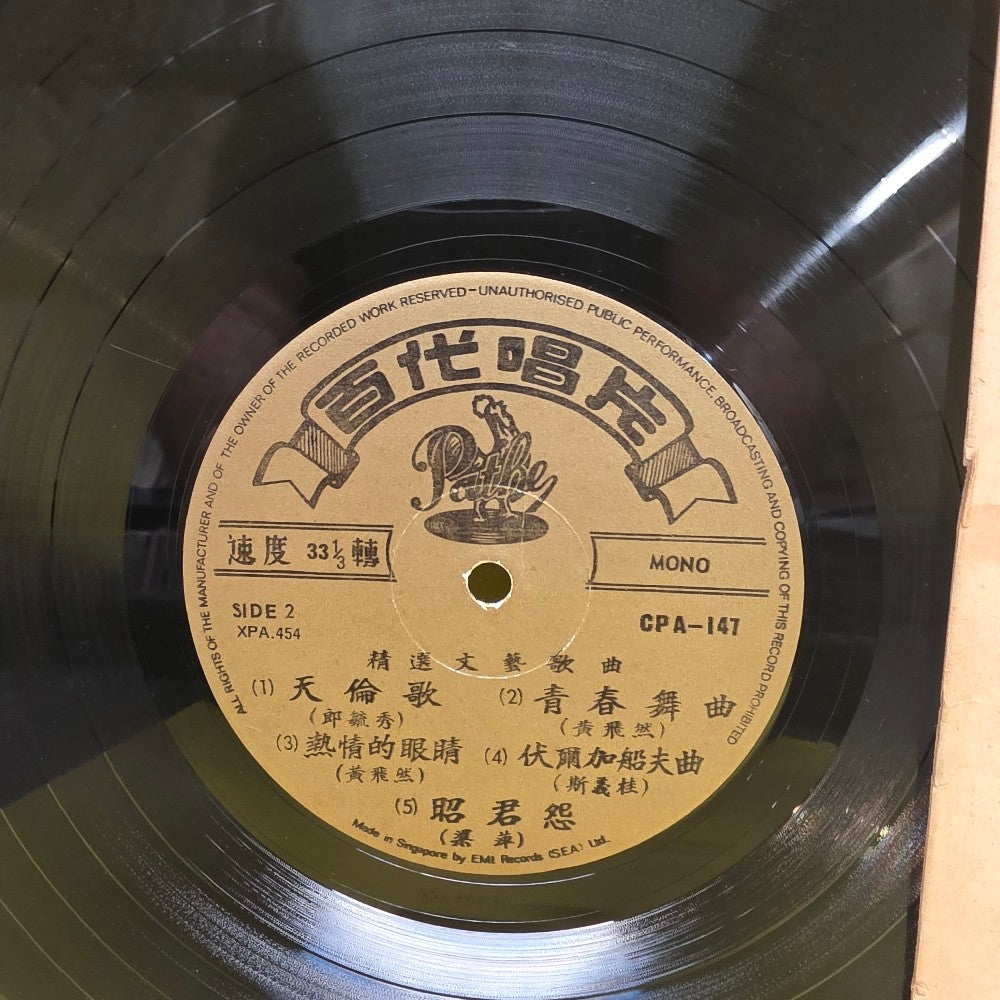 ALL RIGHTS OF THE MANUFACTURER AND OF THE OWNER OF THE RECORDED WORK RESERVED-UNAUTHORISED PUBLIC PERFORMANCE, BROADCASTING AND COPYING OF THIS RECORD PROHIBITED
百代唱片
Pathe
速度 33⅓ 轉
MONO
SIDE 2
XPA.454
CPA-147
精選文藝歌曲
(1) 天倫歌 (2) 青春舞曲
(郎毓秀) (黃飛然)
(3) 熱情的眼睛 (4) 伏爾加船夫曲
(黃飛然) (斯義桂)
(5) 昭君怨
(梁萍)
Made in Singapore by EMI Records (S.E.A.) Ltd.